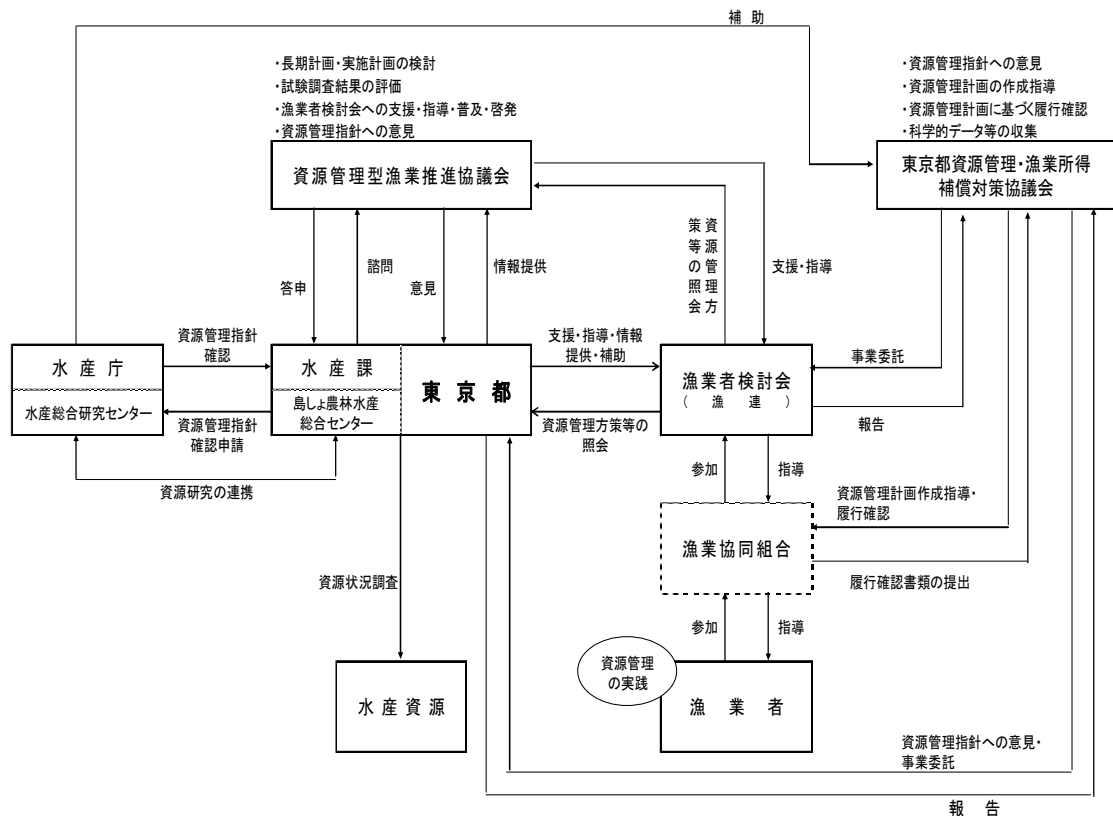 補 助
・長期計画・実施計画の検討
・試験調査結果の評価
・漁業者検討会への支援・指導・普及・啓発
・資源管理指針への意見
・資源管理指針への意見
・資源管理計画の作成指導
・資源管理計画に基づく履行確認
・科学的データ等の収集
資源管理型漁業推進協議会
東京都資源管理・漁業所得
補償対策協議会
答申
諮問
意見
情報提供
資源管理方
策等の照会
支援・指導
資源管理指針
確認
支援・指導・情報
提供・補助
事業委託
水 産 庁
水産総合研究センター
水 産 課
島しょ農林水産
総合センター
東 京 都
漁業者検討会
( 漁 連 )
資源管理指針
確認申請
資源管理方策等の
照会
報告
資源研究の連携
参加
指導
資源管理計画作成指導・
履行確認
漁業協同組合
履行確認書類の提出
資源状況調査
参加
指導
資源管理
の実践
水 産 資 源
漁 業 者
資源管理指針への意見・
事業委託
報 告